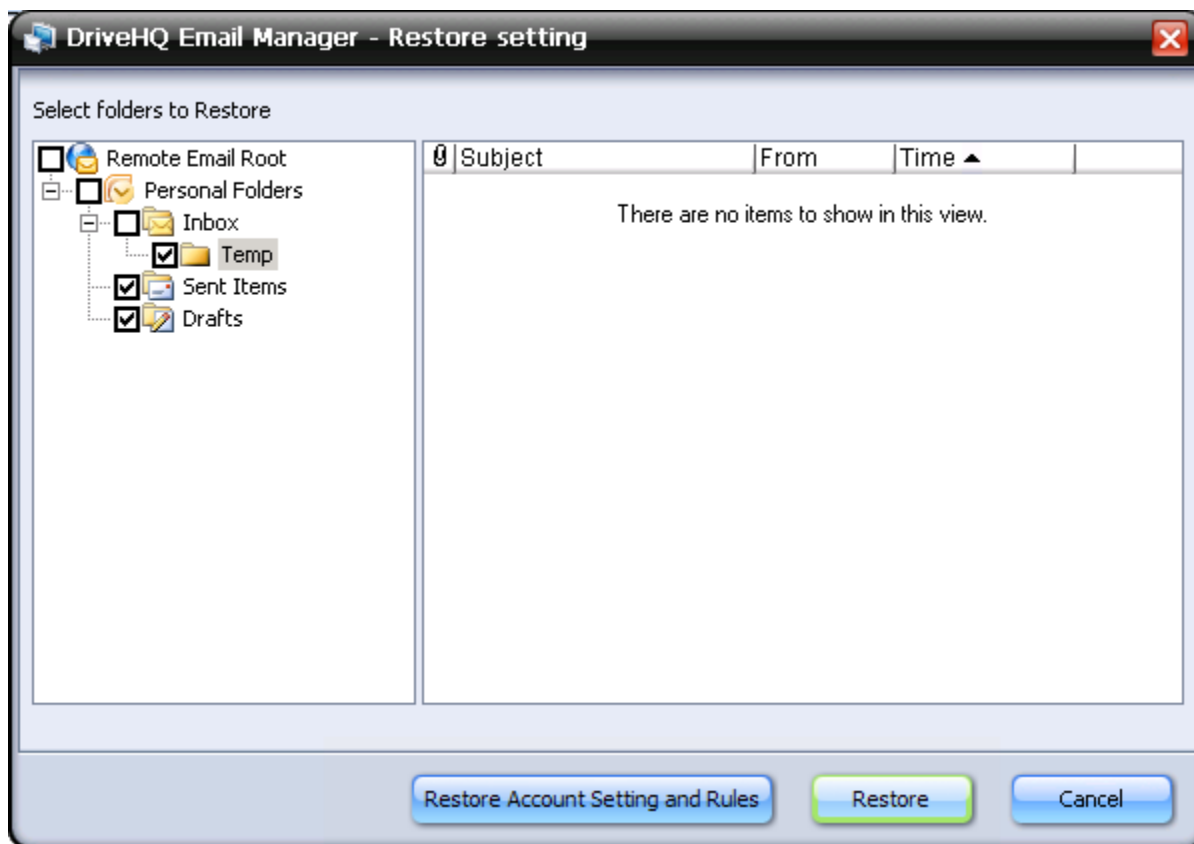 DriveHQ Email Manager - Restore setting
Select folders to Restore
Remote Email Root
Personal Folders
Inbox
Temp
Sent Items
Drafts
Subject From Time
There are no items to show in this view.
Restore Account Setting and Rules Restore Cancel